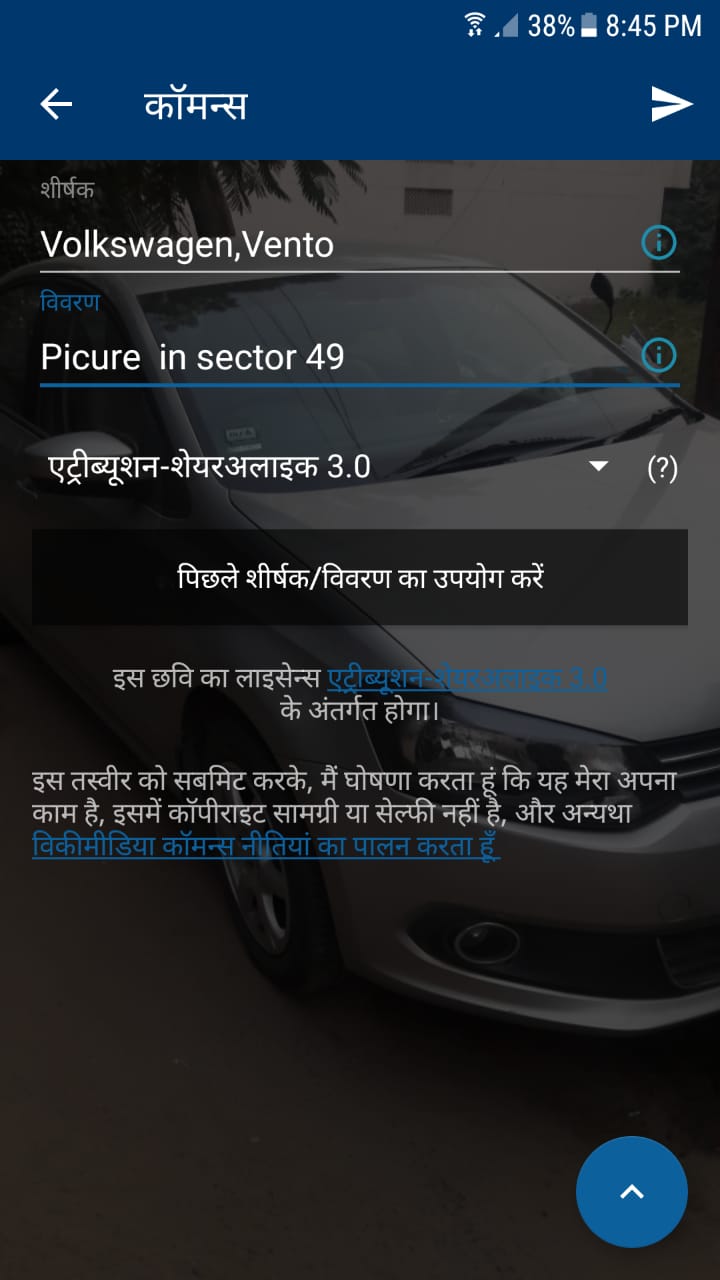 38% 8:45 PM
कॉमन्स
शीर्षक
Volkswagen,Vento
विवरण
Picure  in sector 49
एट्रीब्यूशन-शेयरअलाइक 3.0 (?)
पिछले शीर्षक/विवरण का उपयोग करें
इस छवि का लाइसेन्स एट्रीब्यूशन-शेयरअलाइक 3.0
के अंतर्गत होगा।
इस तस्वीर को सबमिट करके, मैं घोषणा करता हूं कि यह मेरा अपना
काम है, इसमें कॉपीराइट सामग्री या सेल्फी नहीं है, और अन्यथा
विकीमीडिया कॉमन्स नीतियां का पालन करता हूँ